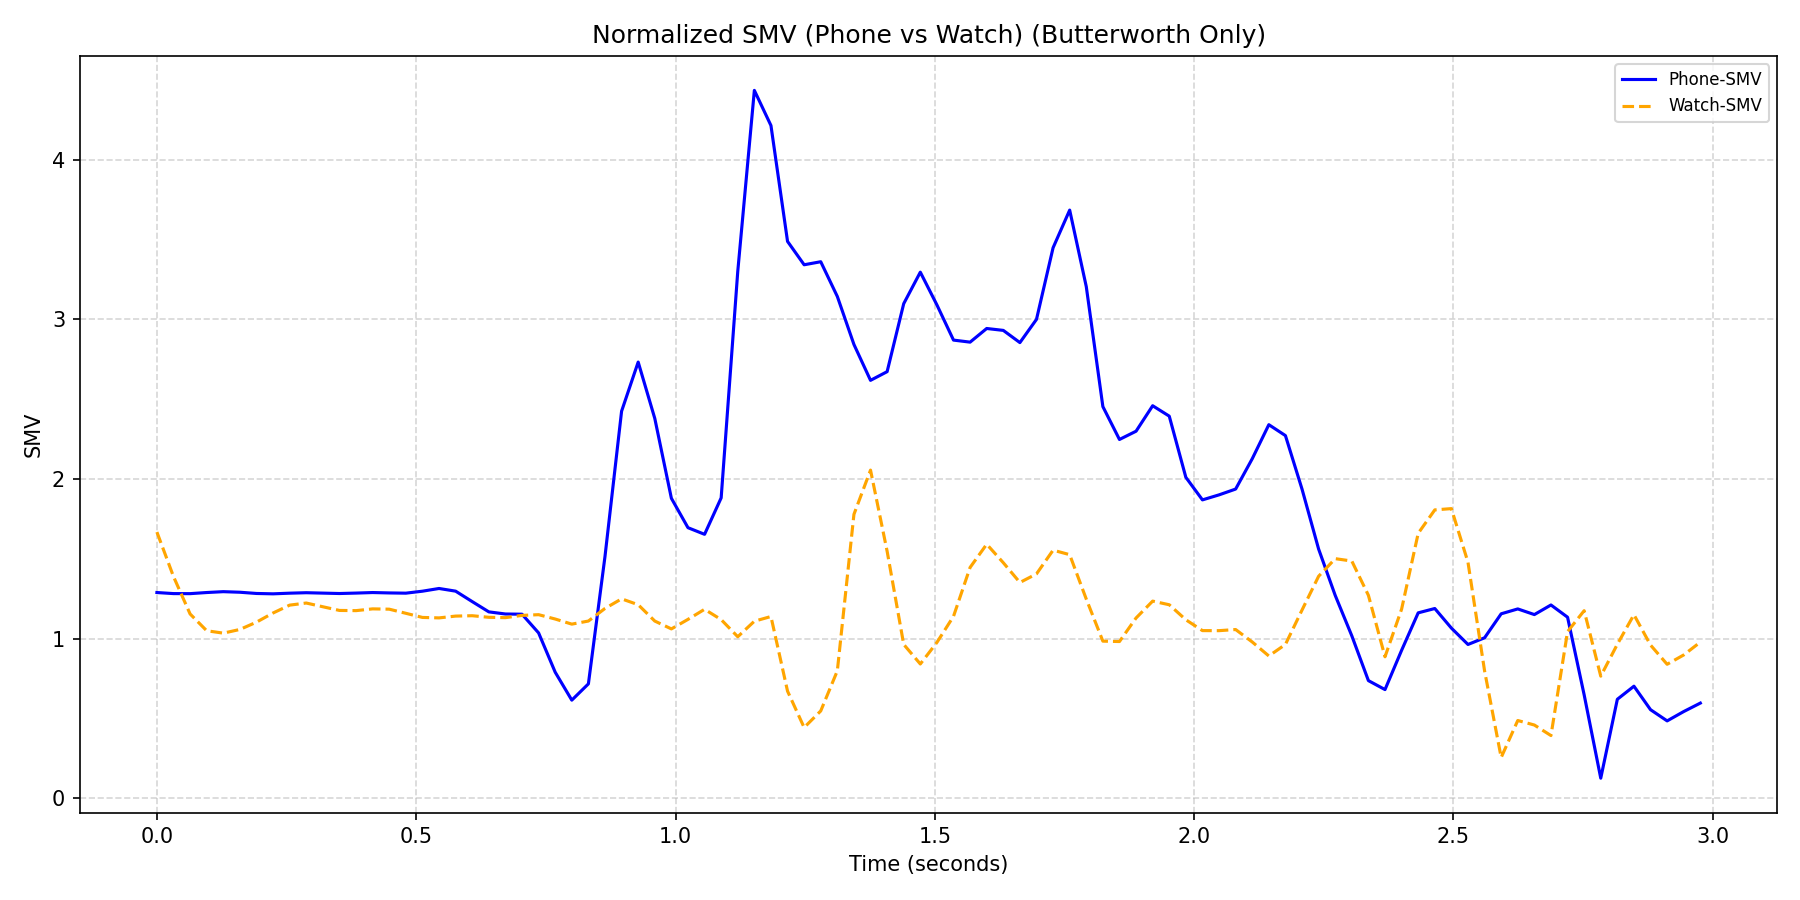 Normalized SMV (Phone vs Watch) (Butterworth Only)
Phone-SMV
Watch-SMV
SMV
4
3
2
1
0
0.0 0.5 1.0 1.5 2.0 2.5 3.0
Time (seconds)